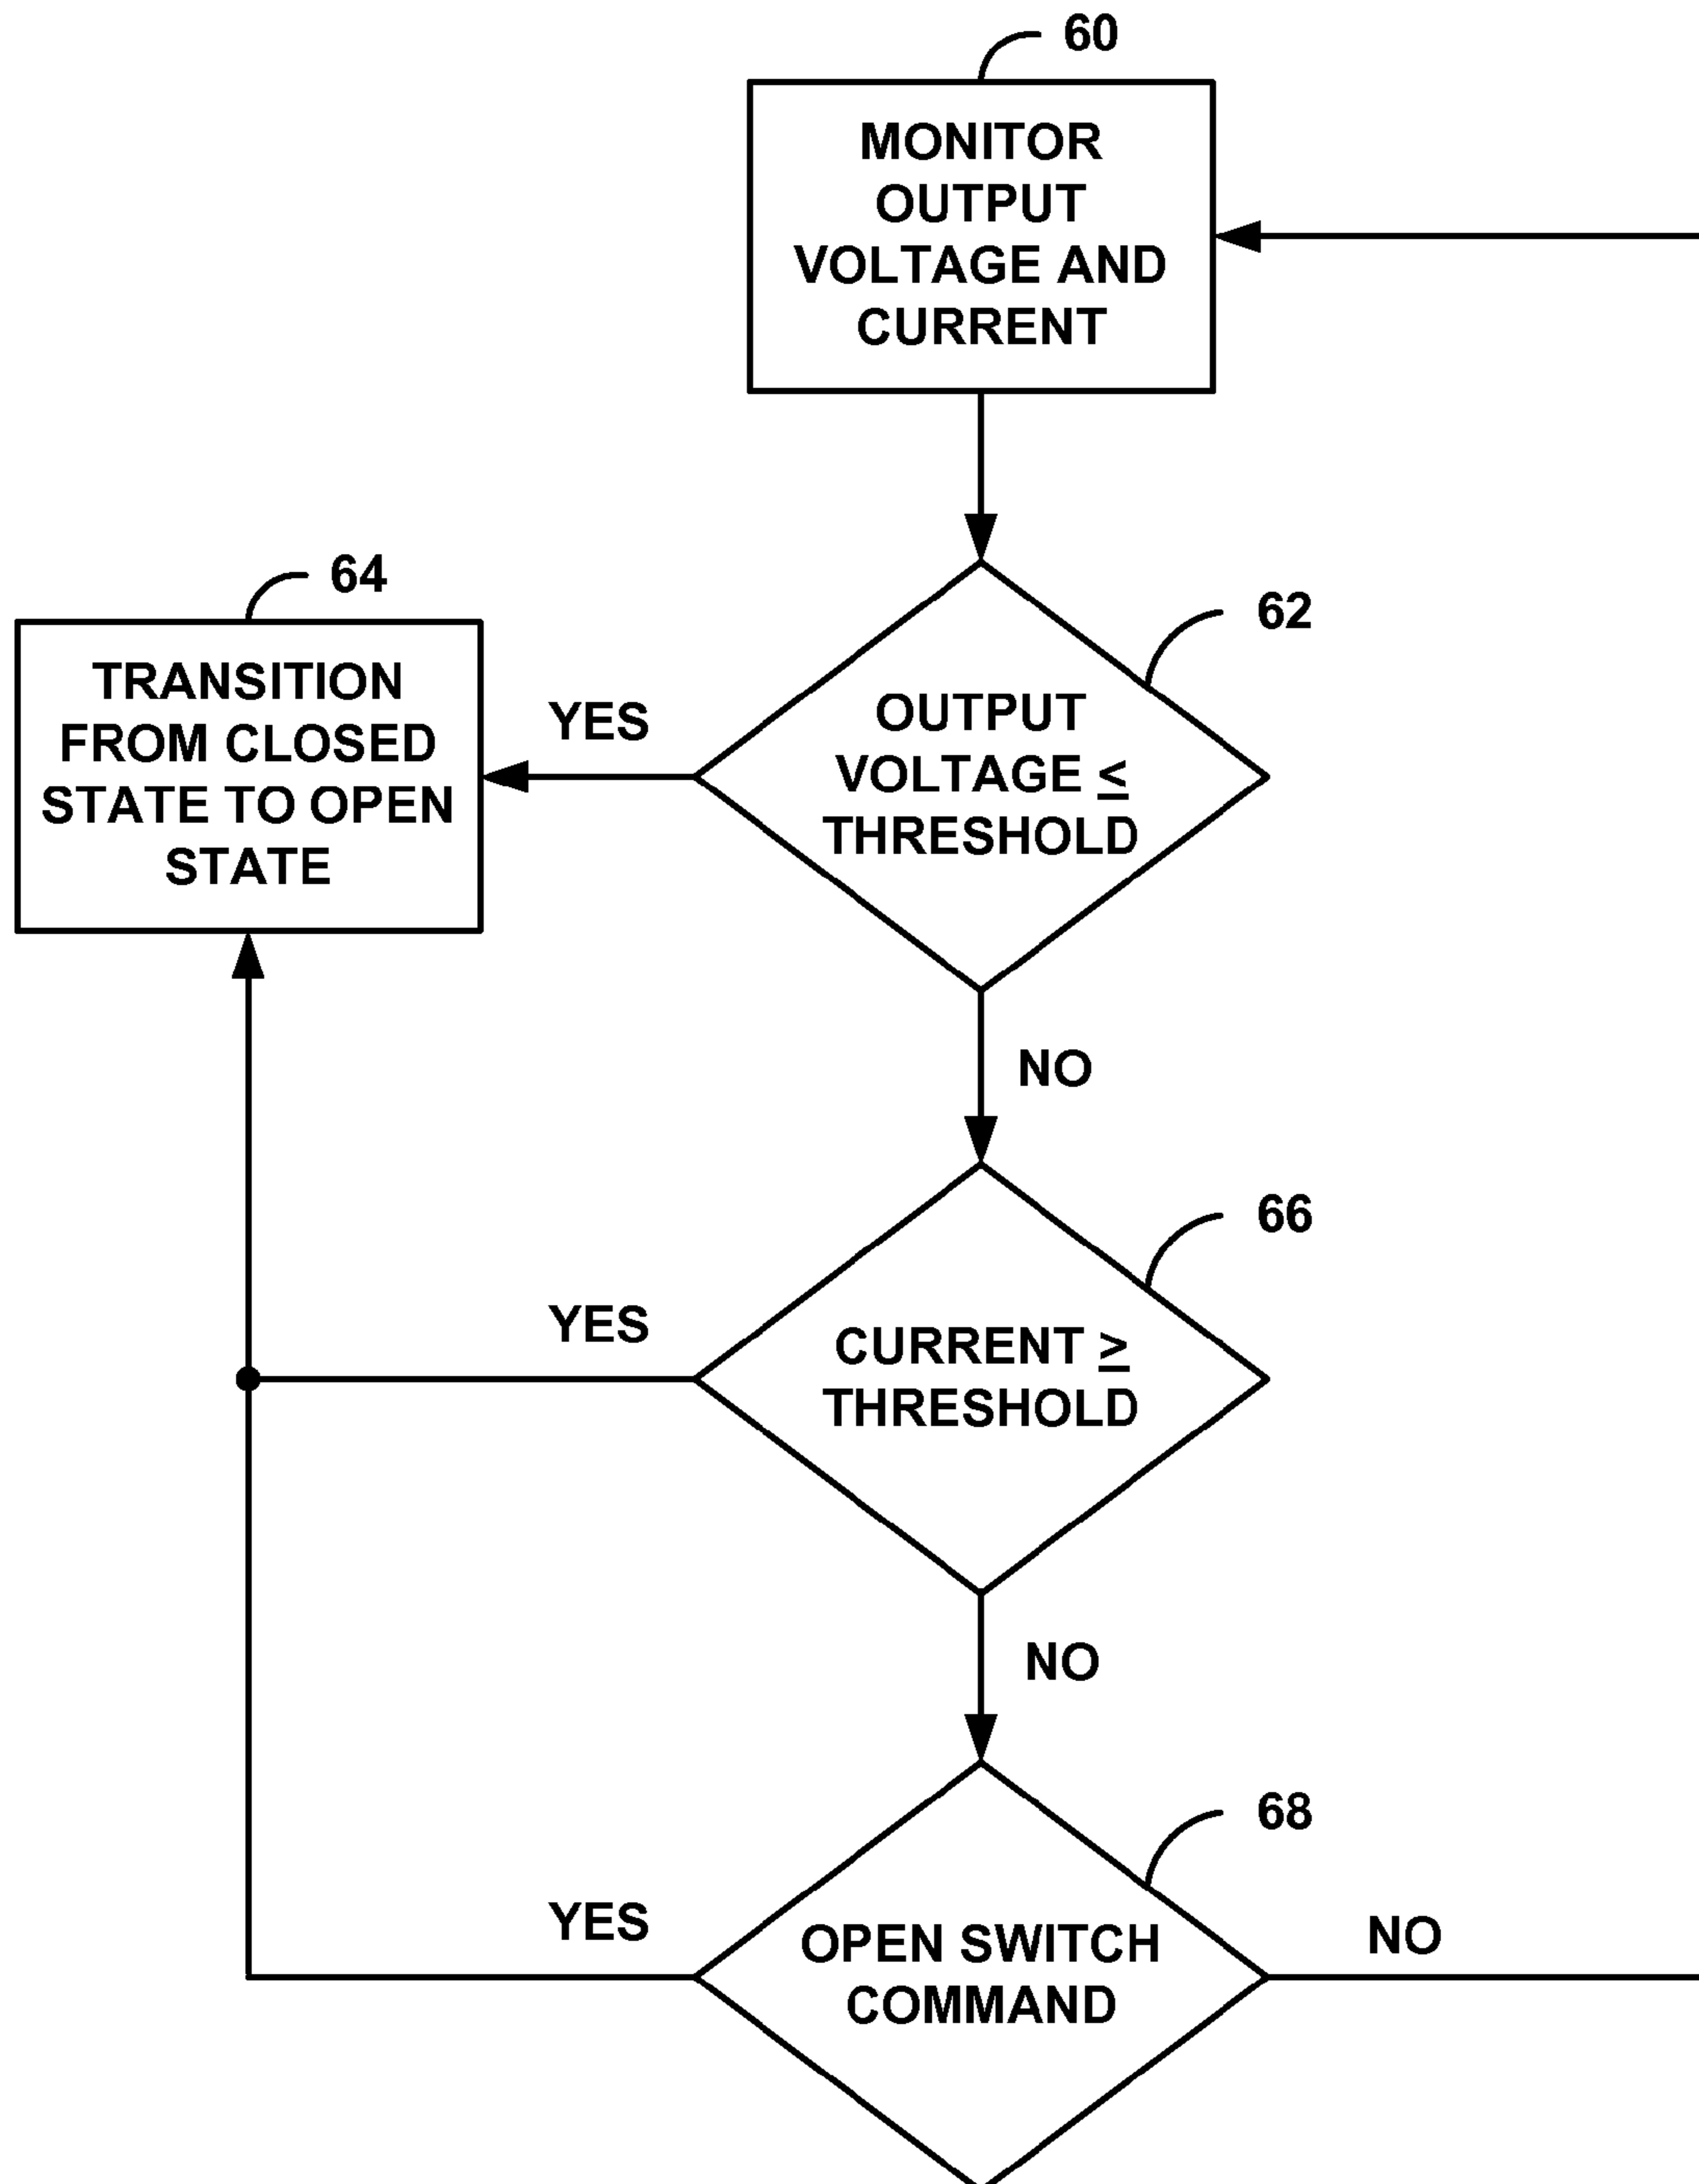 60
MONITOR
OUTPUT
VOLTAGE AND
CURRENT
64
TRANSITION
FROM CLOSED
STATE TO OPEN
STATE
YES
62
OUTPUT
VOLTAGE ≤
THRESHOLD
NO
66
YES
CURRENT ≥
THRESHOLD
NO
68
YES
OPEN SWITCH
COMMAND
NO